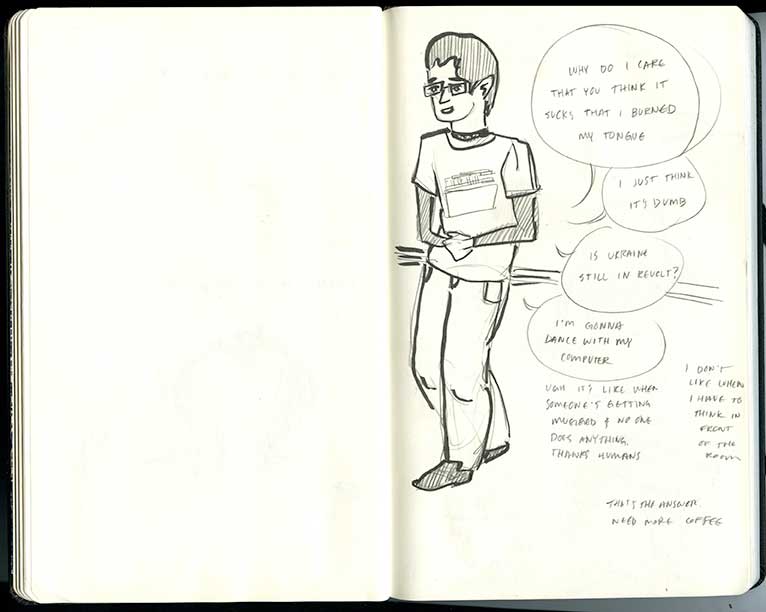 WHY DO I CARE
THAT YOU THINK IT
SUCKS THAT I BURNED
MY TONGUE
I JUST THINK
IT'S DUMB
IS UKRAINE
STILL IN REVOLT?
I'M GONNA
DANCE WITH MY
COMPUTER
UGH IT'S LIKE WHEN
SOMEONE'S GETTING
MUGGED & NO ONE
DOES ANYTHING.
THANKS HUMANS
I DON'T
LIKE WHEN
I HAVE TO
THINK IN
FRONT
OF THE
ROOM
THAT'S THE ANSWER.
NEED MORE COFFEE